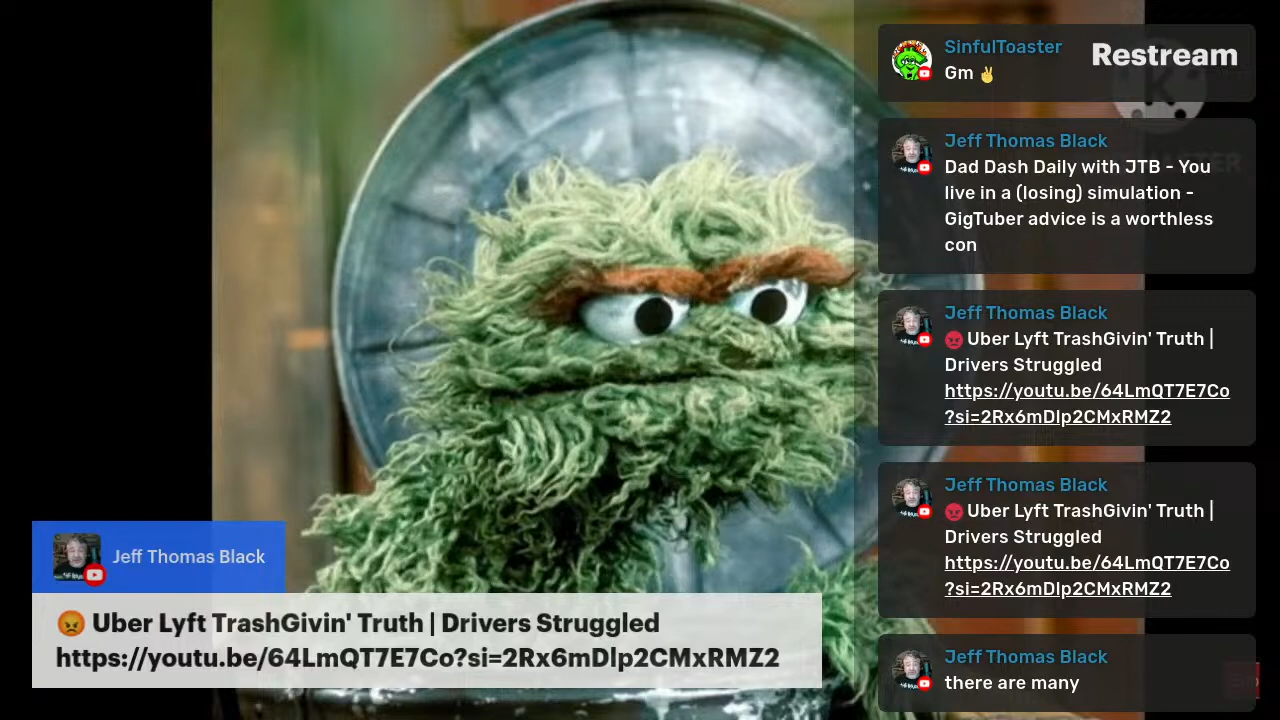 SinfulToaster
Restream
Gm ✌️
Jeff Thomas Black
Dad Dash Daily with JTB - You
live in a (losing) simulation -
GigTuber advice is a worthless
con
Jeff Thomas Black
😡 Uber Lyft TrashGivin' Truth |
Drivers Struggled
https://youtu.be/64LmQT7E7Co
?si=2Rx6mDlp2CMxRMZ2
Jeff Thomas Black
😡 Uber Lyft TrashGivin' Truth |
Drivers Struggled
https://youtu.be/64LmQT7E7Co
?si=2Rx6mDlp2CMxRMZ2
Jeff Thomas Black
there are many
Jeff Thomas Black
😡 Uber Lyft TrashGivin' Truth | Drivers Struggled
https://youtu.be/64LmQT7E7Co?si=2Rx6mDlp2CMxRMZ2